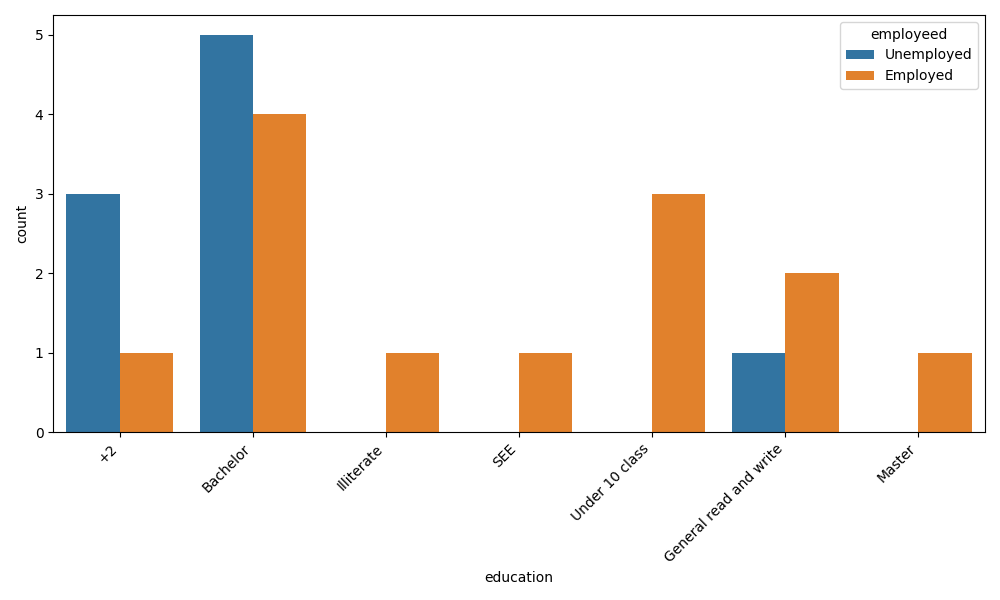 employeed
Unemployed
Employed
5
4
3
2
1
0
count
+2
Bachelor
Illiterate
SEE
Under 10 class
General read and write
Master
education